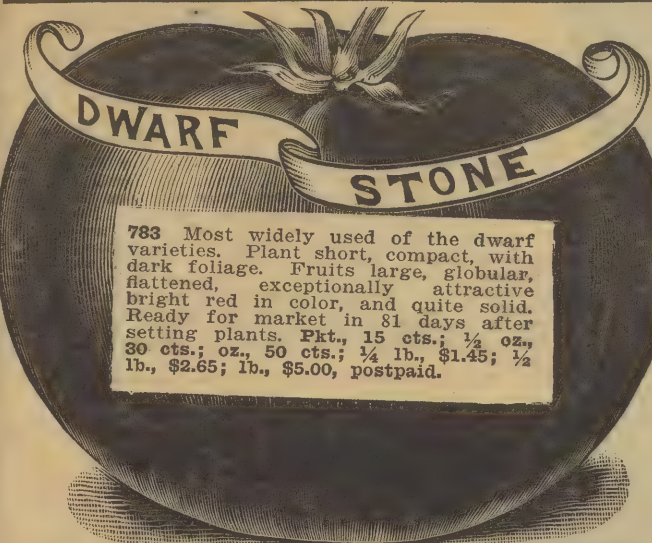 DWARF
STONE
783 Most widely used of the dwarf
varieties. Plant short, compact, with
dark foliage. Fruits large, globular,
flattened, exceptionally attractive
bright red in color, and quite solid.
Ready for market in 81 days after
setting plants. Pkt., 15 cts.; ½ oz.,
30 cts.; oz., 50 cts.; ¼ lb., $1.45; ½
lb., $2.65; lb., $5.00, postpaid.